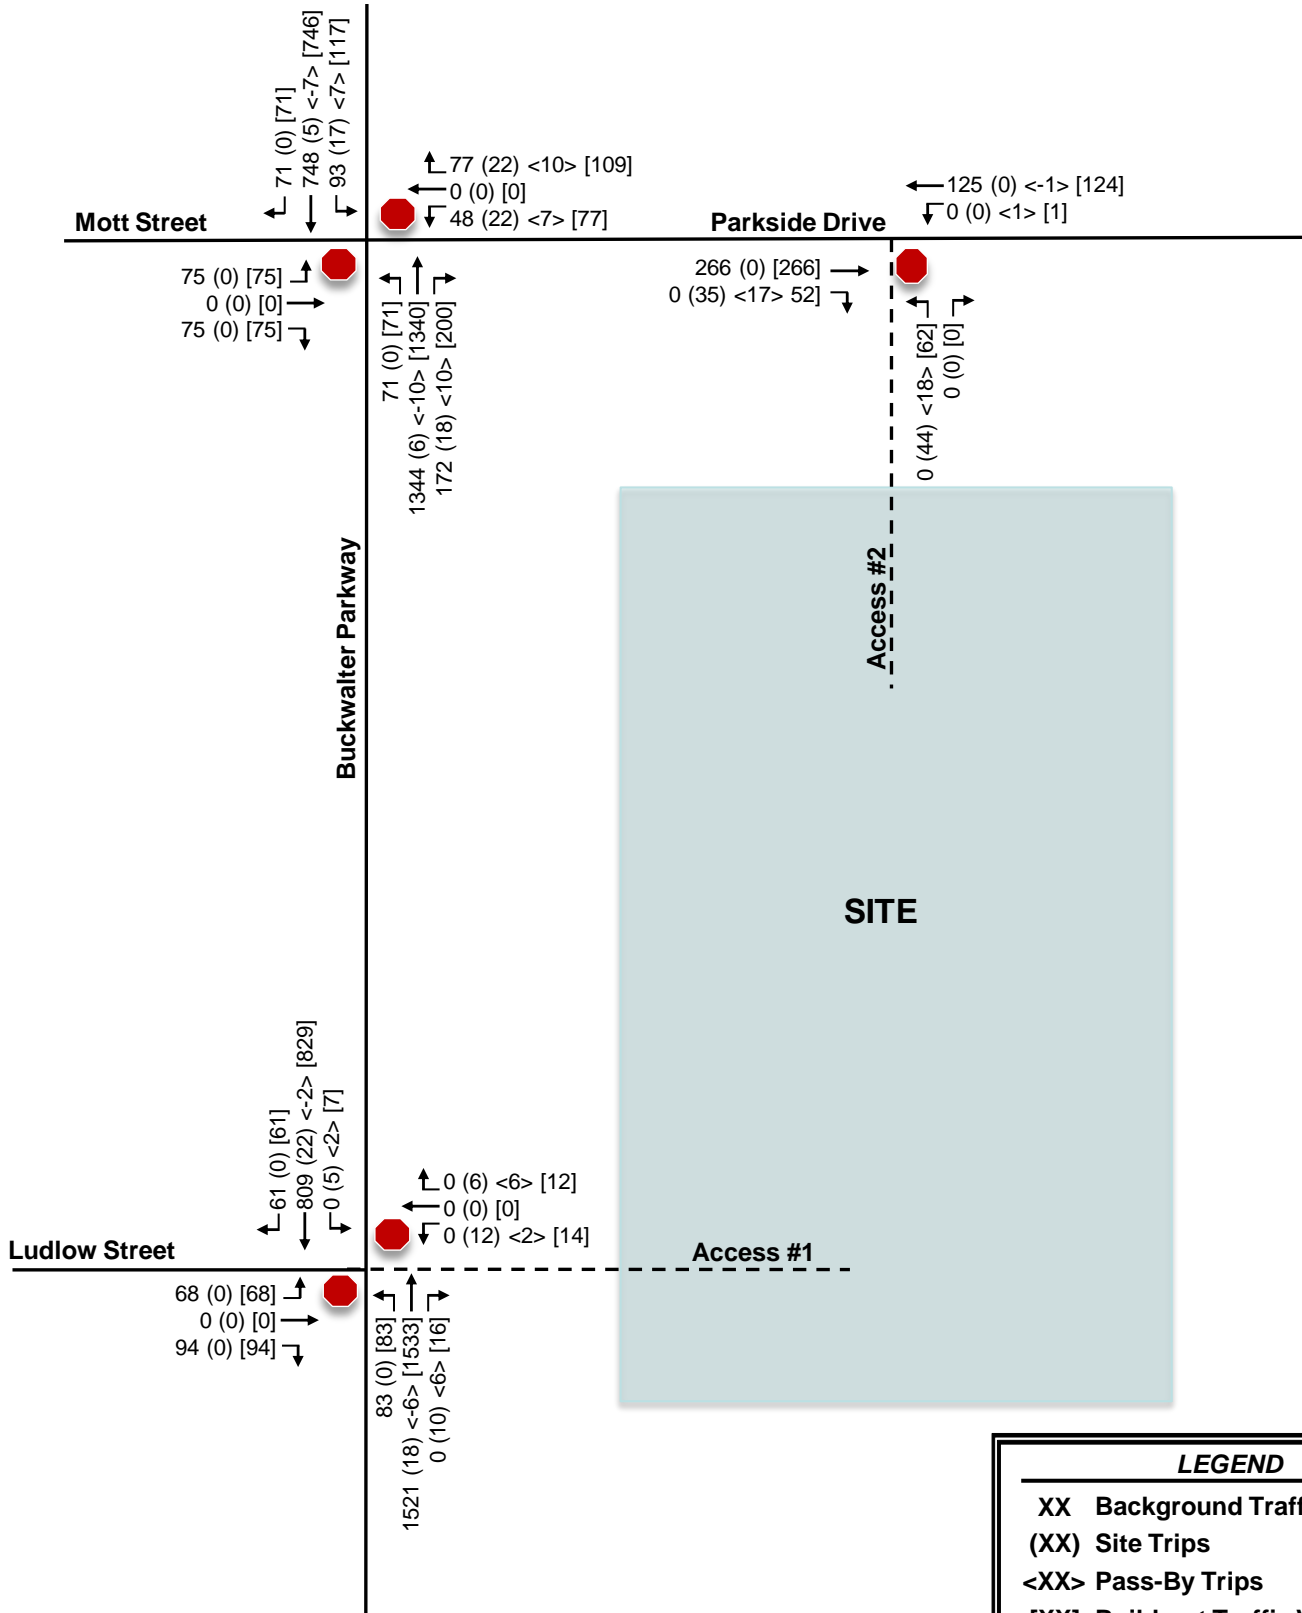 71 (0) [71]
748 (5) <-7> [746]
93 (17) <7> [117]
77 (22) <10> [109]
0 (0) [0]
48 (22) <7> [77]
125 (0) <-1> [124]
0 (0) <1> [1]
Mott Street
Parkside Drive
75 (0) [75]
0 (0) [0]
75 (0) [75]
266 (0) [266]
0 (35) <17> 52]
71 (0) [71]
1344 (6) <-10> [1340]
172 (18) <10> [200]
0 (44) <18> [62]
0 (0) [0]
Buckwalter Parkway
Access #2
SITE
61 (0) [61]
809 (22) <-2> [829]
0 (5) <2> [7]
0 (6) <6> [12]
0 (0) [0]
0 (12) <2> [14]
Ludlow Street
Access #1
68 (0) [68]
0 (0) [0]
94 (0) [94]
83 (0) [83]
1521 (18) <-6> [1533]
0 (10) <6> [16]
LEGEND
XX Background
(XX) Site Trips
<XX> Pass-By Trips